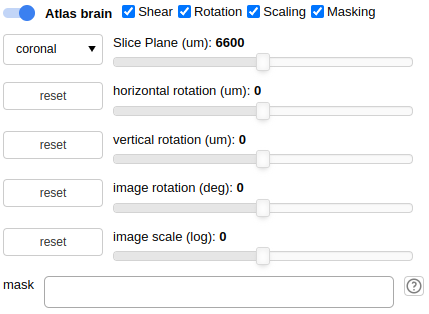 Atlas brain Shear Rotation Scaling Masking
coronal Slice Plane (um): 6600
reset horizontal rotation (um): 0
reset vertical rotation (um): 0
reset image rotation (deg): 0
reset image scale (log): 0
mask ?